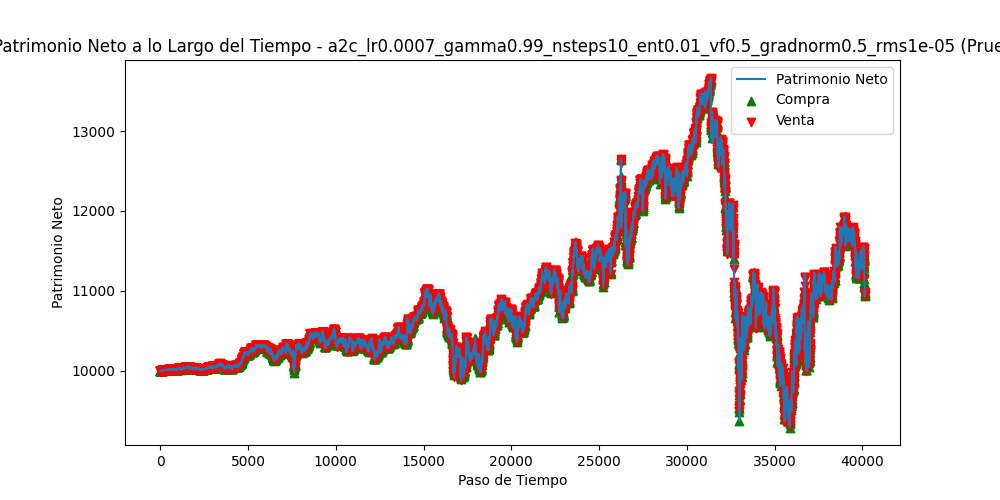 Patrimonio Neto a lo Largo del Tiempo - a2c_lr0.0007_gamma0.99_nsteps10_ent0.01_vf0.5_gradnorm0.5_rms1e-05 (Prue
Patrimonio Neto
Compra
Venta
13000
12000
11000
10000
Patrimonio Neto
0 5000 10000 15000 20000 25000 30000 35000 40000
Paso de Tiempo